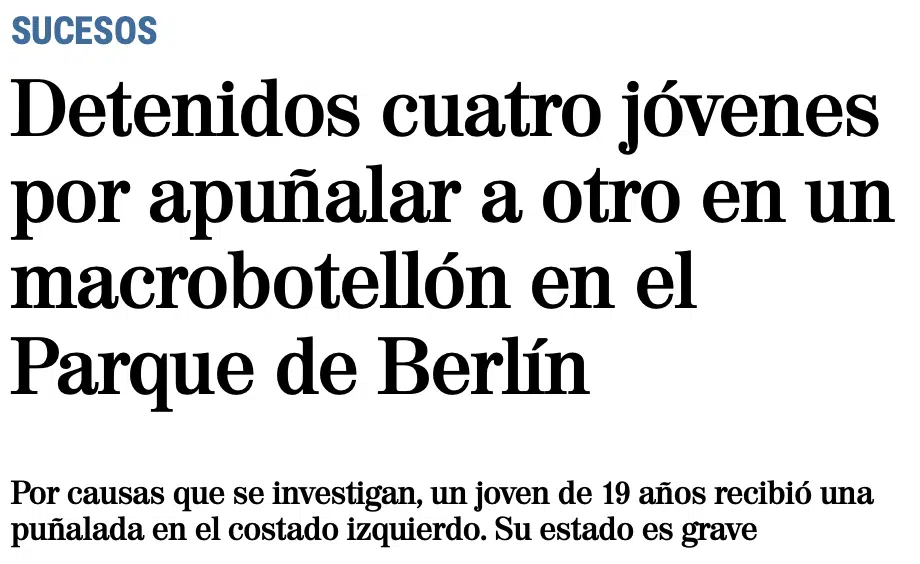 SUCESOS
Detenidos cuatro jóvenes
por apuñalar a otro en un
macrobotellón en el
Parque de Berlín
Por causas que se investigan, un joven de 19 años recibió una
puñalada en el costado izquierdo. Su estado es grave